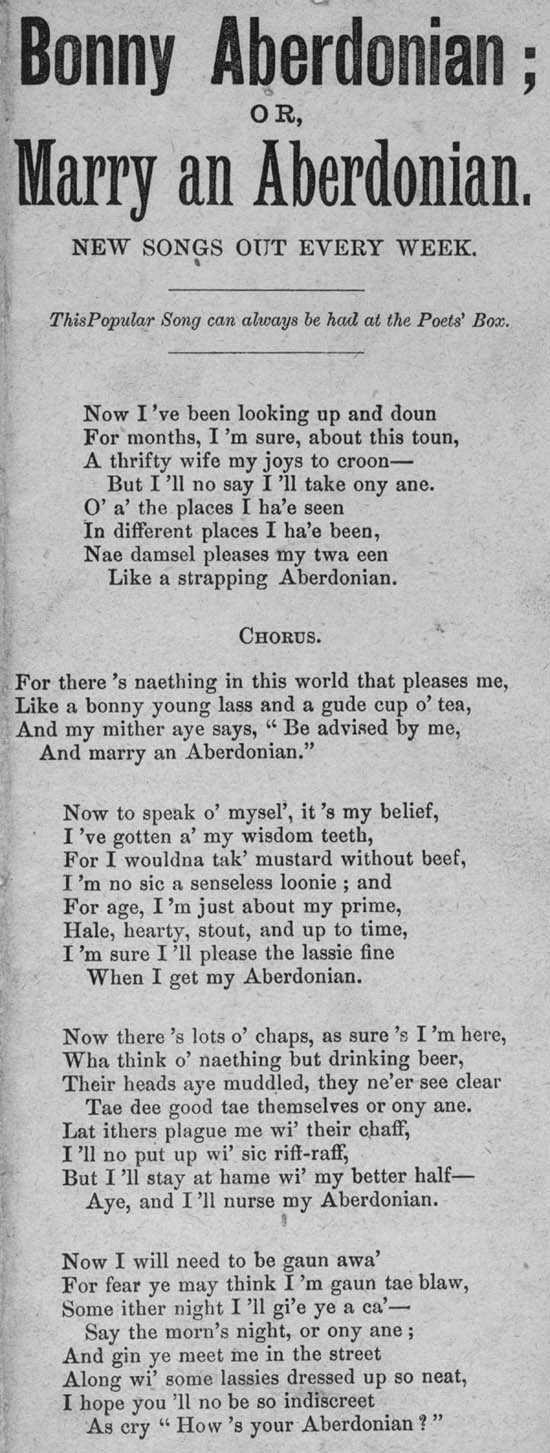 Bonny Aberdonian;
OR,
Marry an Aberdonian.
NEW SONGS OUT EVERY WEEK.
This Popular Song can always be had at the Poets' Box.
Now I've been looking up and doun
For months, I'm sure, about this toun,
A thrifty wife my joys to croon—
But I'll no say I'll take ony ane.
O' a' the places I ha'e seen
In different places I ha'e been,
Nae damsel pleases my twa een
Like a strapping Aberdonian.
CHORUS.
For there's naething in this world that pleases me,
Like a bonny young lass and a gude cup o' tea,
And my mither aye says, "Be advised by me,
And marry an Aberdonian."
Now to speak o' mysel', it's my belief,
I've gotten a' my wisdom teeth,
For I wouldna tak' mustard without beef,
I'm no sic a senseless loonie; and
For age, I'm just about my prime,
Hale, hearty, stout, and up to time,
I'm sure I'll please the lassie fine
When I get my Aberdonian.
Now there's lots o' chaps, as sure's I'm here,
Wha think o' naething but drinking beer,
Their heads aye muddled, they ne'er see clear
Tae dee good tae themselves or ony ane.
Lat ithers plague me wi' their chaff,
I'll no put up wi' sic riff-raff,
But I'll stay at hame wi' my better half—
Aye, and I'll nurse my Aberdonian.
Now I will need to be gaun awa'
For fear ye may think I'm gaun tae blaw,
Some ither night I'll gi'e ye a ca'—
Say the morn's night, or ony ane;
And gin ye meet me in the street
Along wi' some lassies dressed up so neat,
I hope you'll no be so indiscreet
As cry "How's your Aberdonian?"